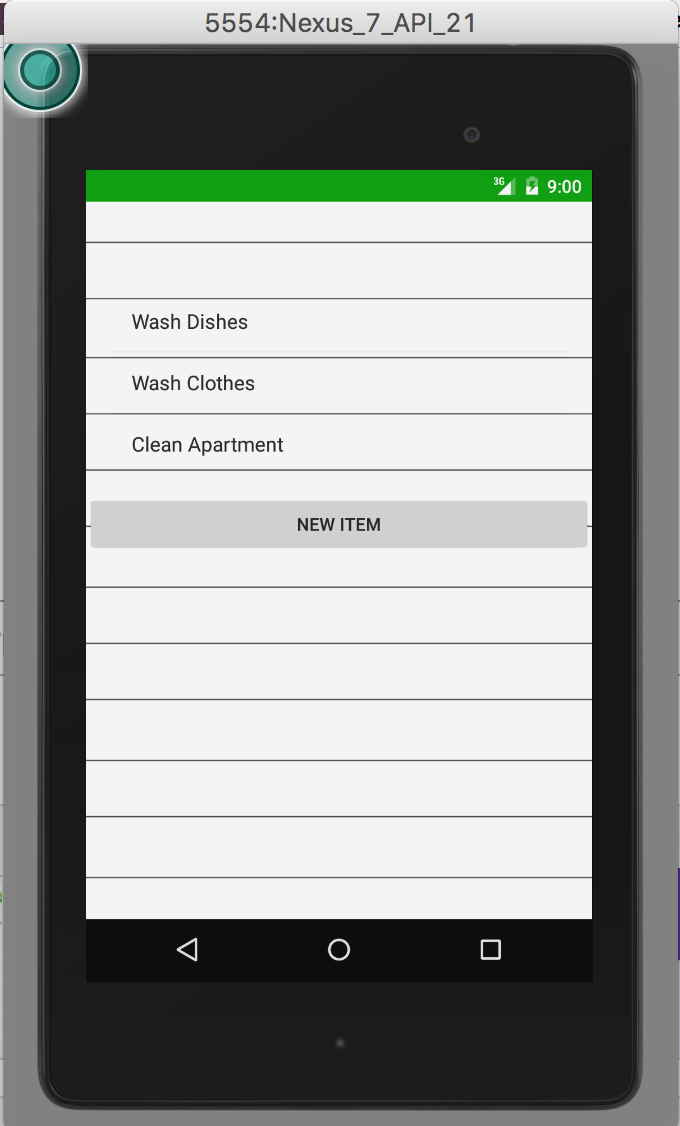 5554:Nexus_7_API_21
3G 9:00
Wash Dishes
Wash Clothes
Clean Apartment
NEW ITEM